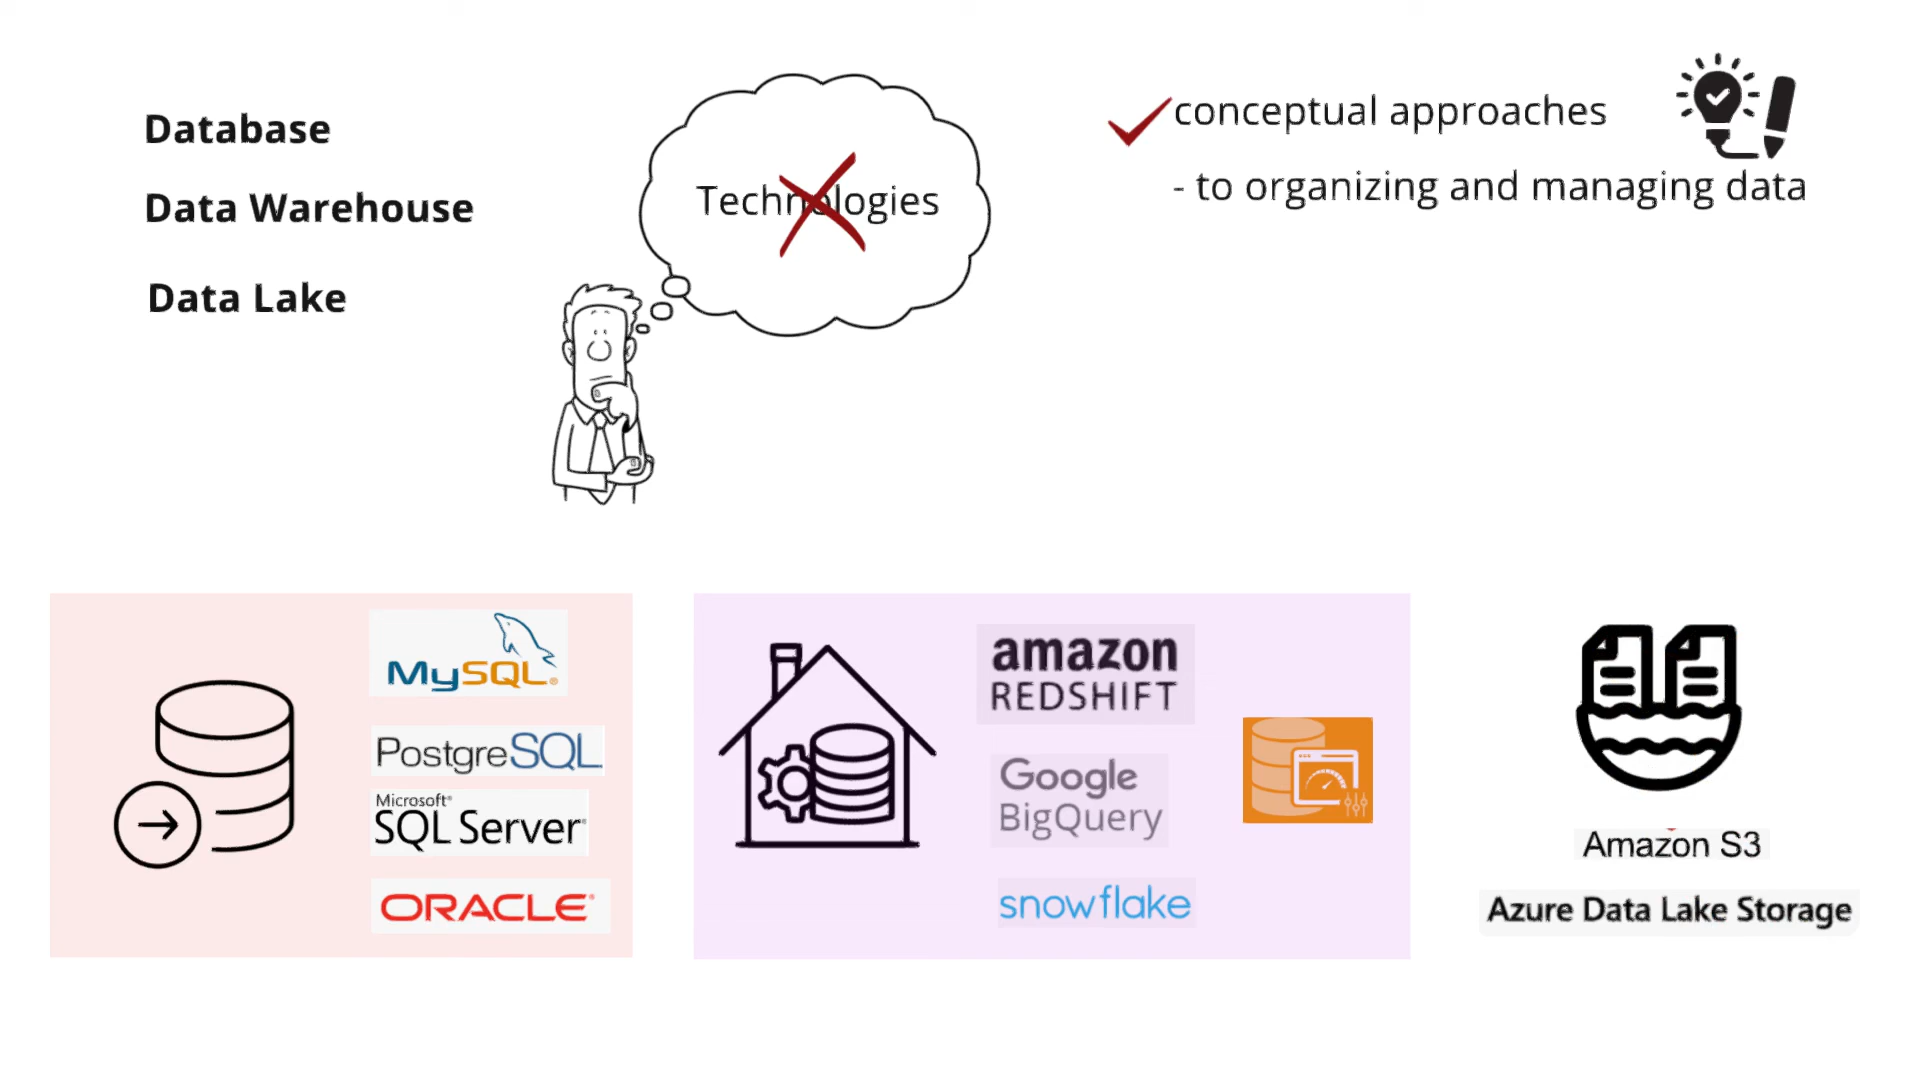 Database
Data Warehouse
Data Lake
Technologies
conceptual approaches
- to organizing and managing data
MySQL®
PostgreSQL
Microsoft®
SQL Server®
ORACLE®
amazon
REDSHIFT
Google
BigQuery
snowflake
Amazon S3
Azure Data Lake Storage